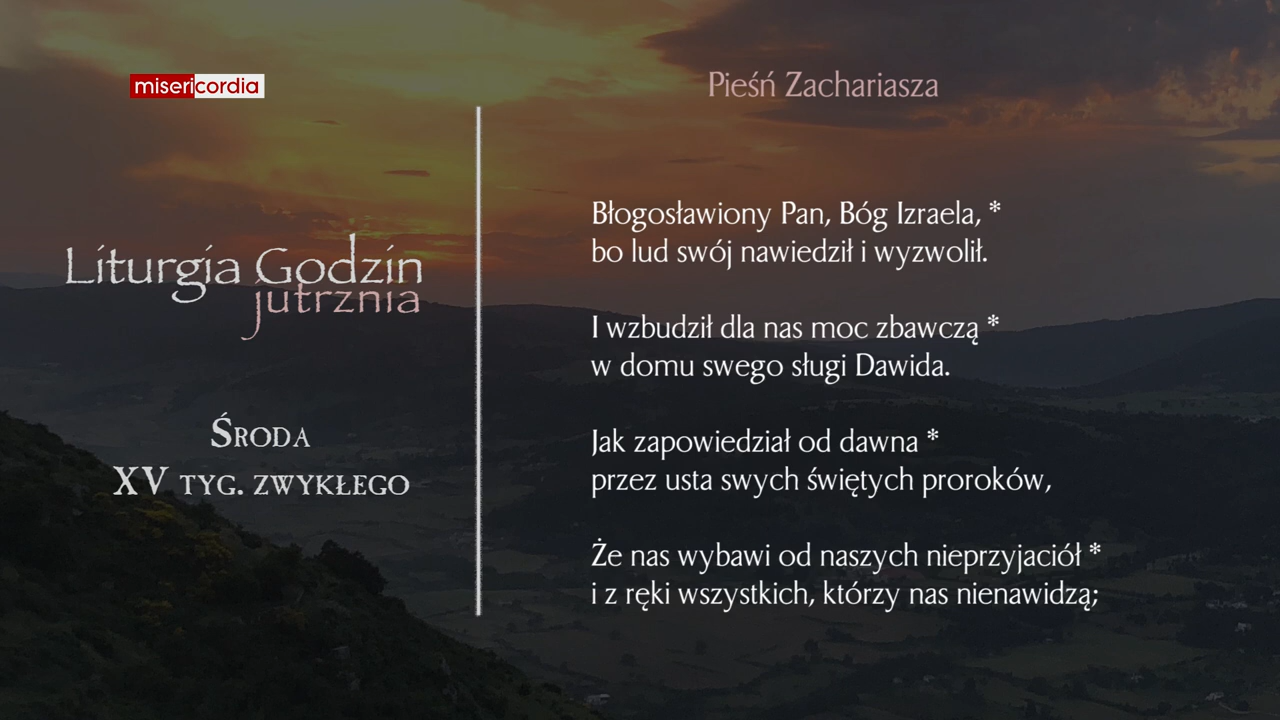 misericordia
Liturgia Godzin
jutrznia
Środa
XV tyg. zwykłego
Pieśń Zachariasza
Błogosławiony Pan, Bóg Izraela, *
bo lud swój nawiedził i wyzwolił.
I wzbudził dla nas moc zbawczą *
w domu swego sługi Dawida.
Jak zapowiedział od dawna *
przez usta swych świętych proroków,
Że nas wybawi od naszych nieprzyjaciół *
i z ręki wszystkich, którzy nas nienawidzą;